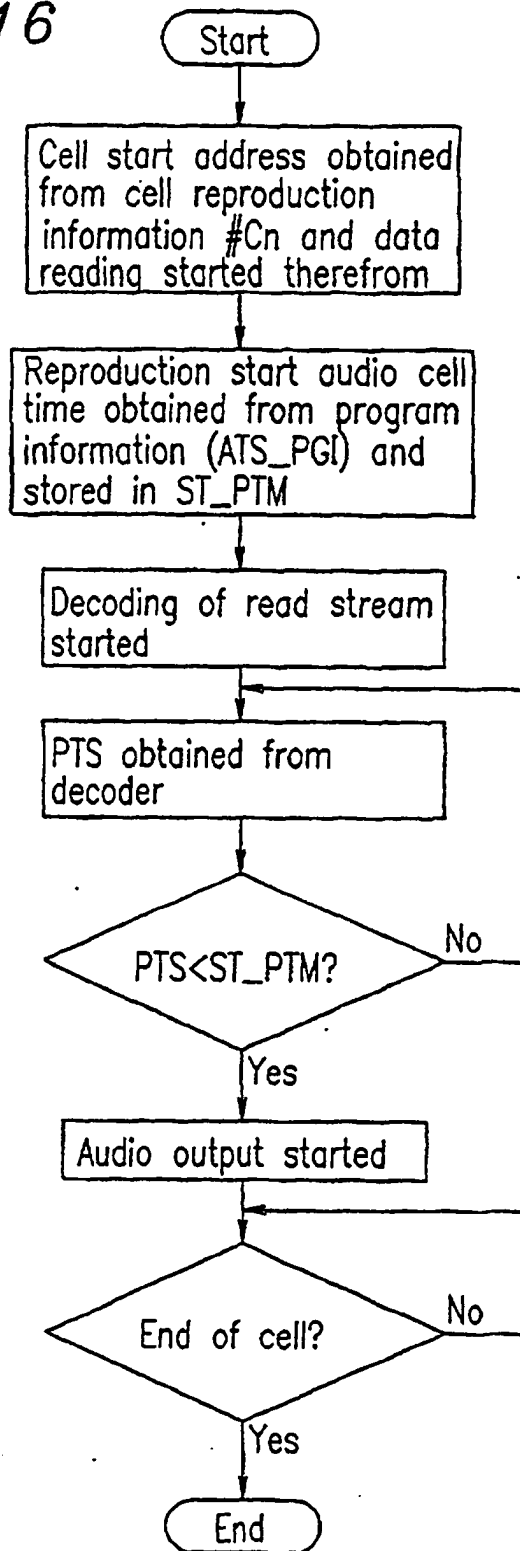 16
Start
Cell start address obtained
from cell reproduction
information #Cn and data
reading started therefrom
Reproduction start audio cell
time obtained from program
information (ATS_PGI) and
stored in ST_PTM
Decoding of read stream
started
PTS obtained from
decoder
PTS<ST_PTM?
No
Yes
Audio output started
End of cell?
No
Yes
End